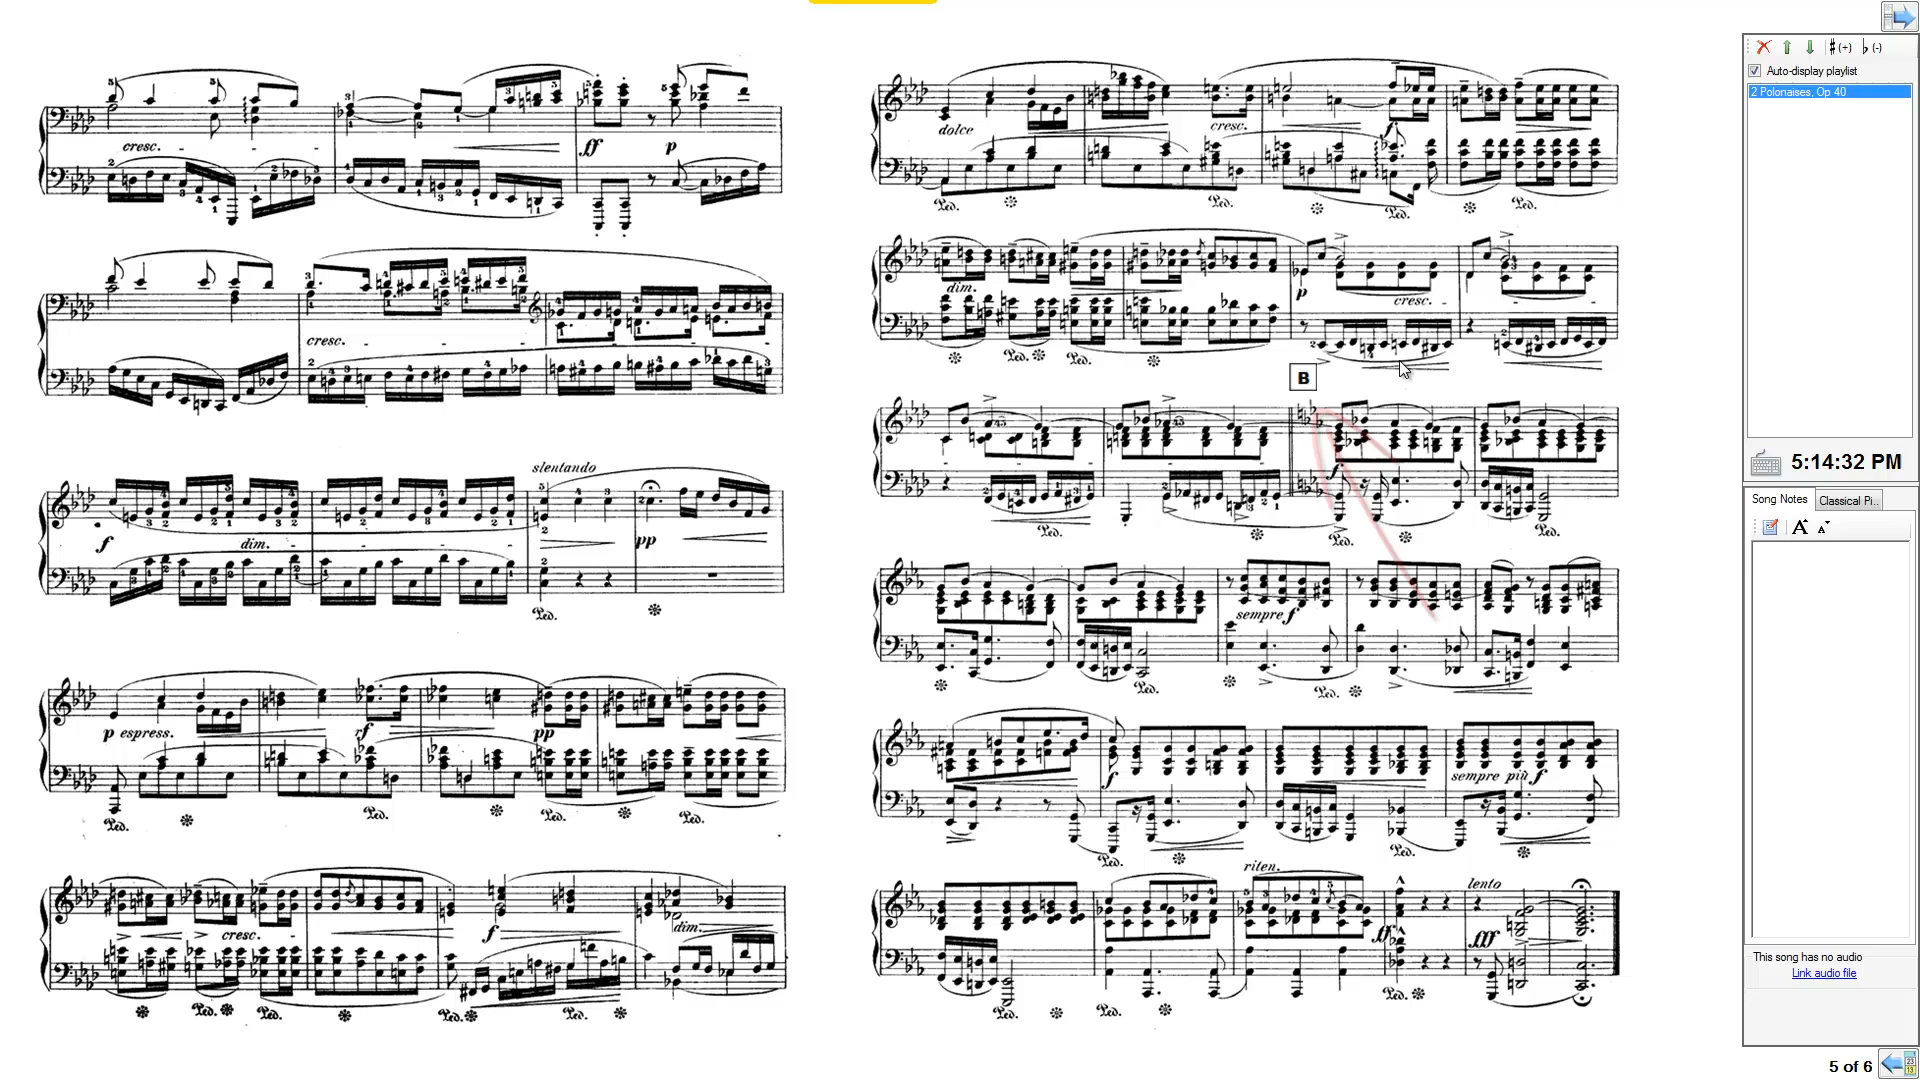 cresc.
ff
p
cresc.
slentando
f
dim.
pp
p espress.
rf
pp
cresc.
f
dim.
dolce
cresc.
f
dim.
p
cresc.
B
f
sempre f
f
sempre più f
riten.
ff
lento
fff
♯(+) ♭(-)
Auto-display playlist
2 Polonaises, Op 40
5:14:32 PM
Song Notes
Classical Pi..
A A
This song has no audio
Link audio file
5 of 6